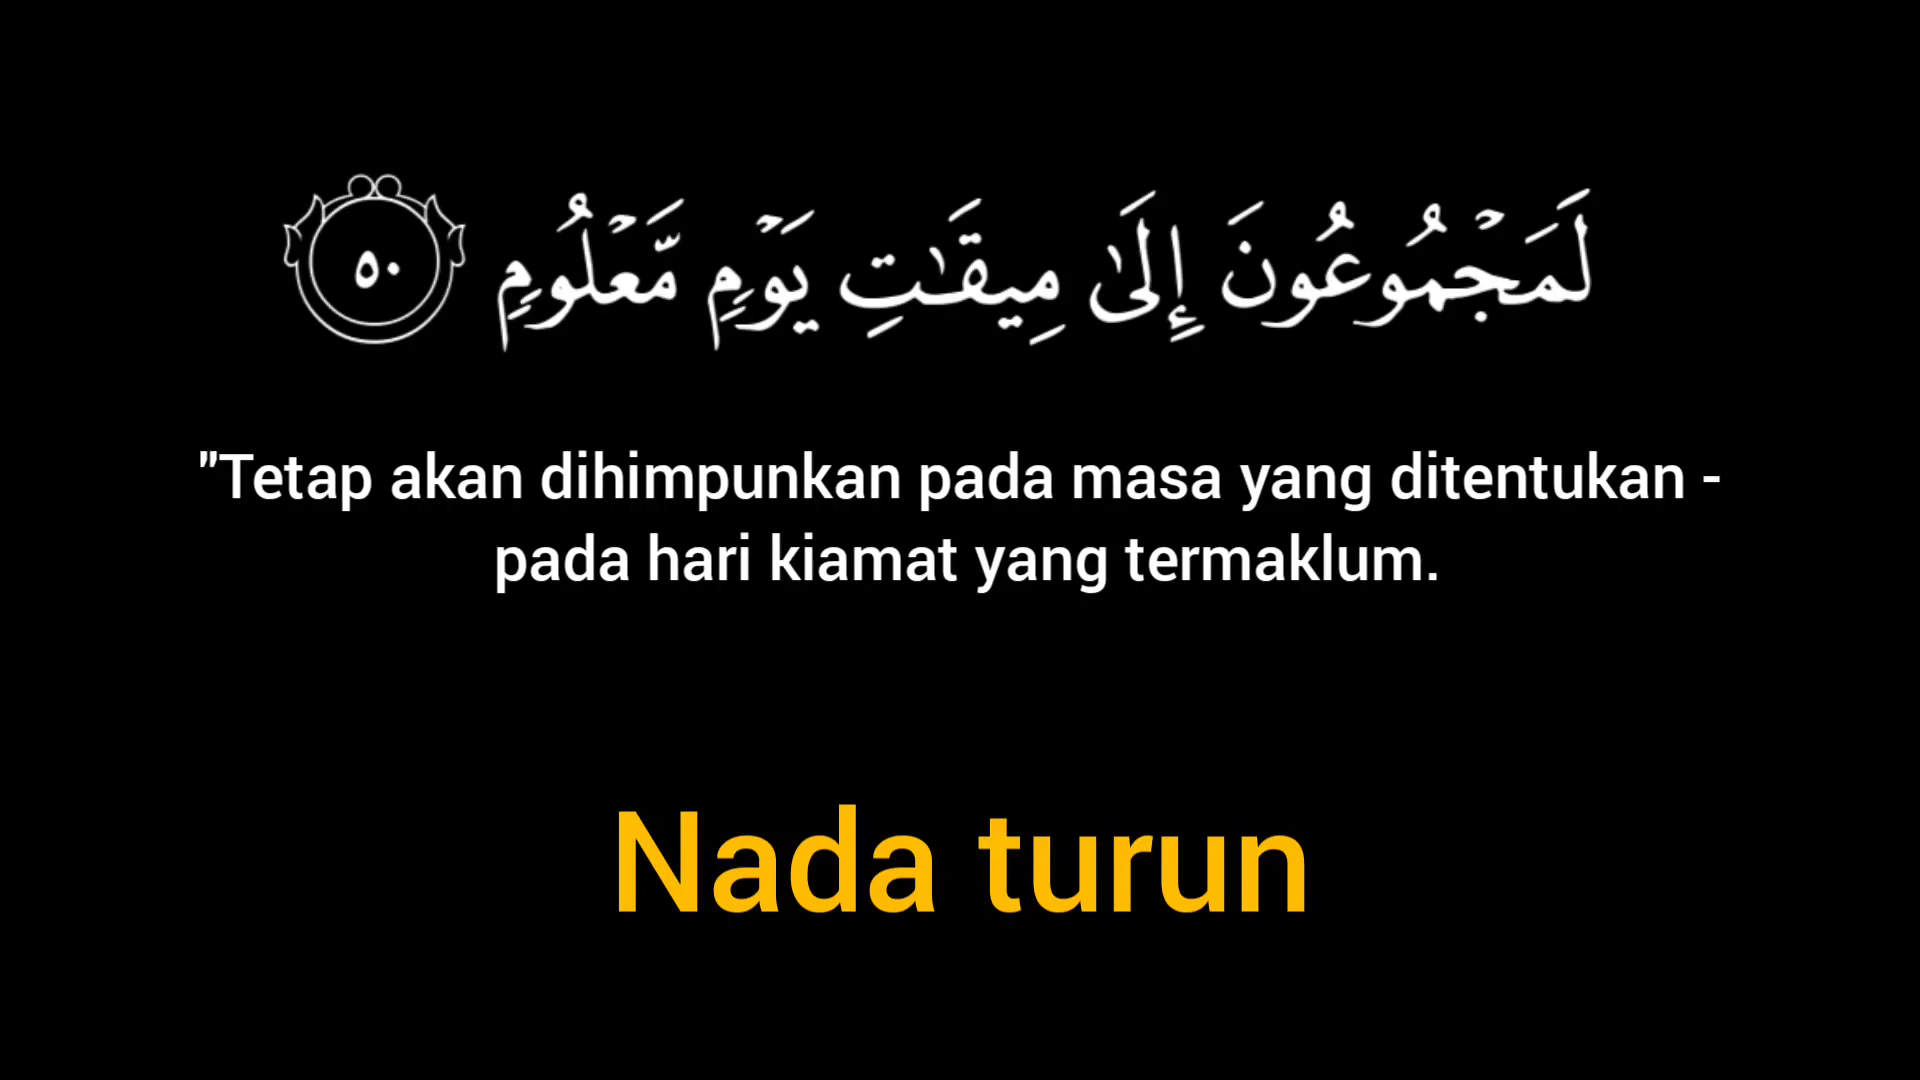 لَمَجۡمُوعُونَ إِلَىٰ مِيقَٰتِ يَوۡمٖ مَّعۡلُومٖ ٥٠
"Tetap akan dihimpunkan pada masa yang ditentukan -
pada hari kiamat yang termaklum.
Nada turun